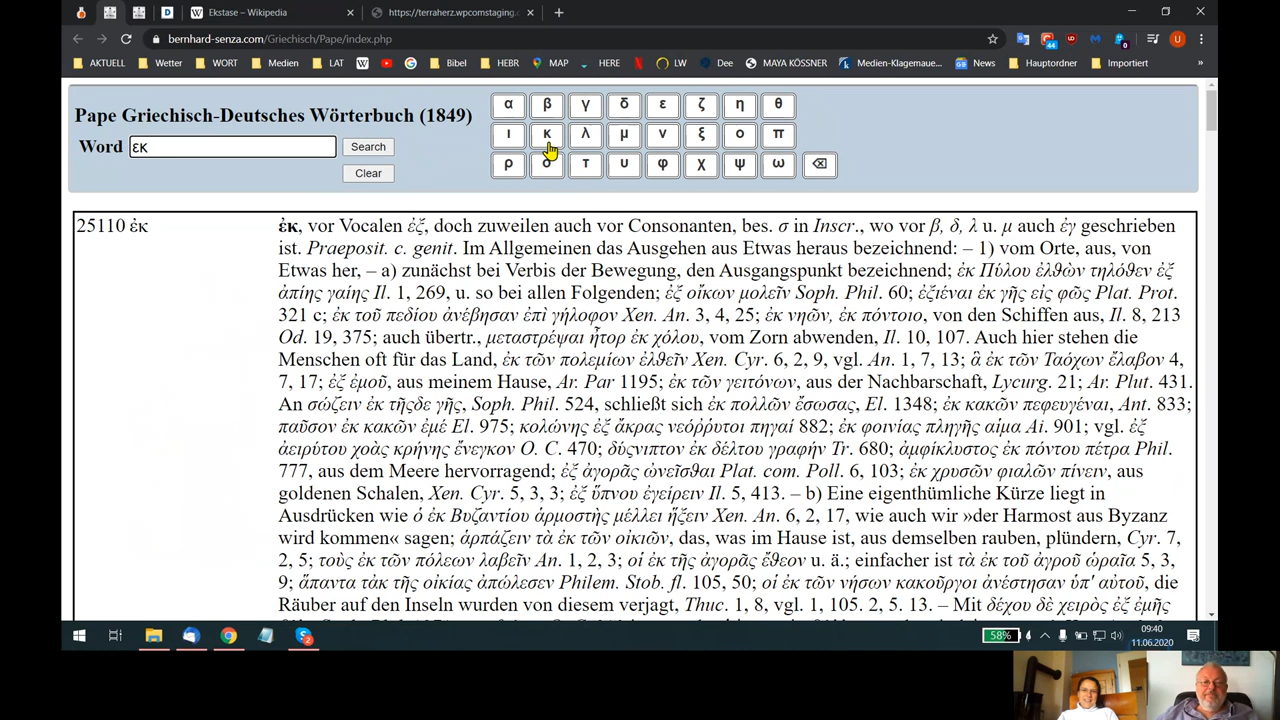 Ekstase – Wikipedia
https://terraherz.wpcomstaging.c
bernhard-senza.com/Griechisch/Pape/index.php
AKTUELL Wetter WORT Medien LAT Bibel HEBR MAP HERE LW Dee MAYA KÖSSNER Medien-Klagemaue... News Hauptordner Importiert »
Pape Griechisch-Deutsches Wörterbuch (1849)
Word εκ Search
Clear
α β γ δ ε ζ η θ
ι κ λ μ ν ξ ο π
ρ σ τ υ φ χ ψ ω
25110 ἐκ
ἐκ, vor Vocalen ἐξ, doch zuweilen auch vor Consonanten, bes. σ in Inscr., wo vor β, δ, λ u. μ auch ἐγ geschrieben
ist. Praeposit. c. genit. Im Allgemeinen das Ausgehen aus Etwas heraus bezeichnend: – 1) vom Orte, aus, von
Etwas her, – a) zunächst bei Verbis der Bewegung, den Ausgangspunkt bezeichnend; ἐκ Πύλου ἐλθὼν τηλόθεν ἐξ
ἀπίης γαίης Il. 1, 269, u. so bei allen Folgenden; ἐξ οἴκων μολεῖν Soph. Phil. 60; ἐξιέναι ἐκ γῆς εἰς φῶς Plat. Prot.
321 c; ἐκ τοῦ πεδίου ἀνέβησαν ἐπὶ γήλοφον Xen. An. 3, 4, 25; ἐκ νηῶν, ἐκ πόντοιο, von den Schiffen aus, Il. 8, 213
Od. 19, 375; auch übertr., μεταστρέψαι ἦτορ ἐκ χόλου, vom Zorn abwenden, Il. 10, 107. Auch hier stehen die
Menschen oft für das Land, ἐκ τῶν πολεμίων ἐλθεῖν Xen. Cyr. 6, 2, 9, vgl. An. 1, 7, 13; ἃ ἐκ τῶν Ταόχων ἔλαβον 4,
7, 17; ἐξ ἐμοῦ, aus meinem Hause, Ar. Par 1195; ἐκ τῶν γειτόνων, aus der Nachbarschaft, Lycurg. 21; Ar. Plut. 431.
An σώζειν ἐκ τῆςδε γῆς, Soph. Phil. 524, schließt sich ἐκ πολλῶν ἔσωσας, El. 1348; ἐκ κακῶν πεφευγέναι, Ant. 833;
παῦσον ἐκ κακῶν ἐμέ El. 975; κολώνης ἐξ ἄκρας νεόῤῥυτοι πηγαί 882; ἐκ φοινίας πληγῆς αἷμα Ai. 901; vgl. ἐξ
ἀειρύτου χοὰς κρήνης ἔνεγκον O. C. 470; δύςνιπτον ἐκ δέλτου γραφήν Tr. 680; ἀμφίκλυστος ἐκ πόντου πέτρα Phil.
777, aus dem Meere hervorragend; ἐξ ἀγορᾶς ὠνεῖσθαι Plat. com. Poll. 6, 103; ἐκ χρυσῶν φιαλῶν πίνειν, aus
goldenen Schalen, Xen. Cyr. 5, 3, 3; ἐξ ὕπνου ἐγείρειν Il. 5, 413. – b) Eine eigenthümliche Kürze liegt in
Ausdrücken wie ὁ ἐκ Βυζαντίου ἁρμοστὴς μέλλει ἥξειν Xen. An. 6, 2, 17, wie auch wir »der Harmost aus Byzanz
wird kommen« sagen; ἁρπάζειν τὰ ἐκ τῶν οἰκιῶν, das, was im Hause ist, aus demselben rauben, plündern, Cyr. 7,
2, 5; τοὺς ἐκ τῶν πόλεων λαβεῖν An. 1, 2, 3; οἱ ἐκ τῆς ἀγορᾶς ἔθεον u. ä.; einfacher ist τὰ ἐκ τοῦ ἀγροῦ ὡραῖα 5, 3,
9; ἅπαντα τἀκ τῆς οἰκίας ἀπώλεσεν Philem. Stob. fl. 105, 50; οἱ ἐκ τῶν νήσων κακοῦργοι ἀνέστησαν ὑπ' αὐτοῦ, die
Räuber auf den Inseln wurden von diesem verjagt, Thuc. 1, 8, vgl. 1, 105. 2, 5. 13. – Mit δέχου δὲ χειρὸς ἐξ ἐμῆς
58%
09:40
11.06.2020